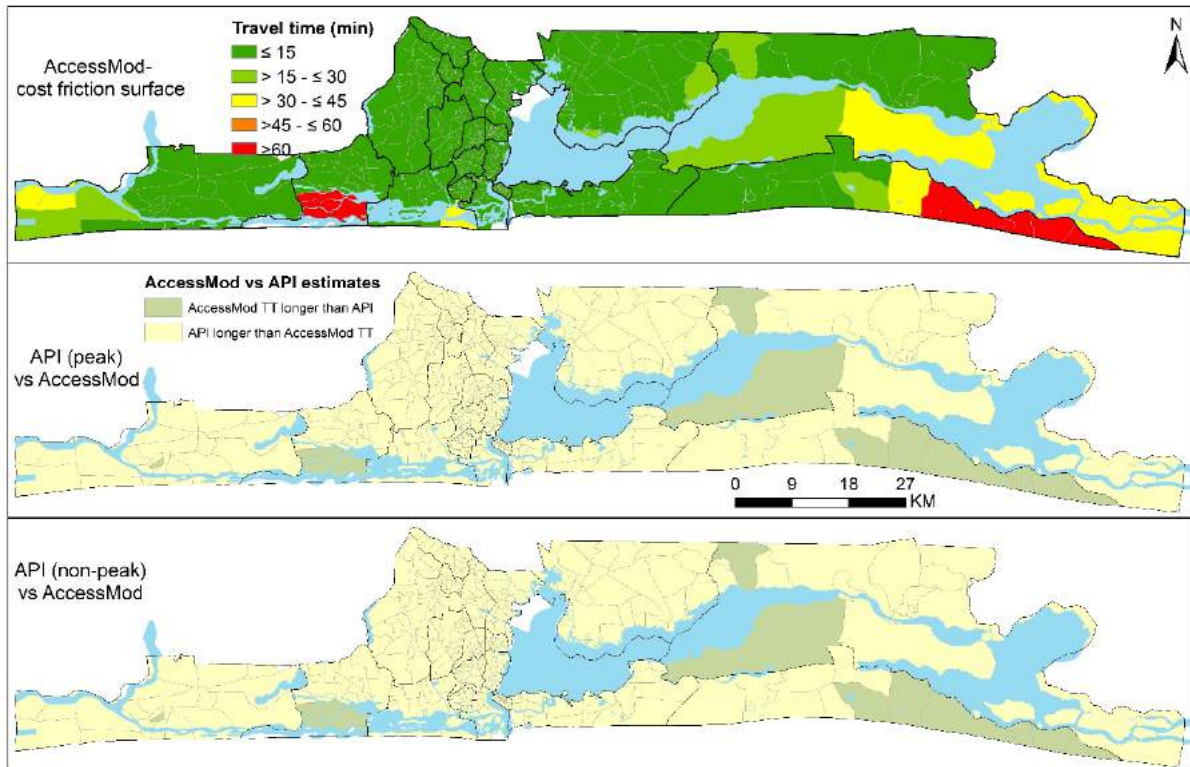 Travel time (min)
≤ 15
> 15 - ≤ 30
> 30 - ≤ 45
>45 - ≤ 60
>60
AccessMod-
cost friction surface
N
AccessMod vs API estimates
AccessMod TT longer than API
API longer than AccessMod TT
API (peak)
vs AccessMod
0 9 18 27
KM
API (non-peak)
vs AccessMod